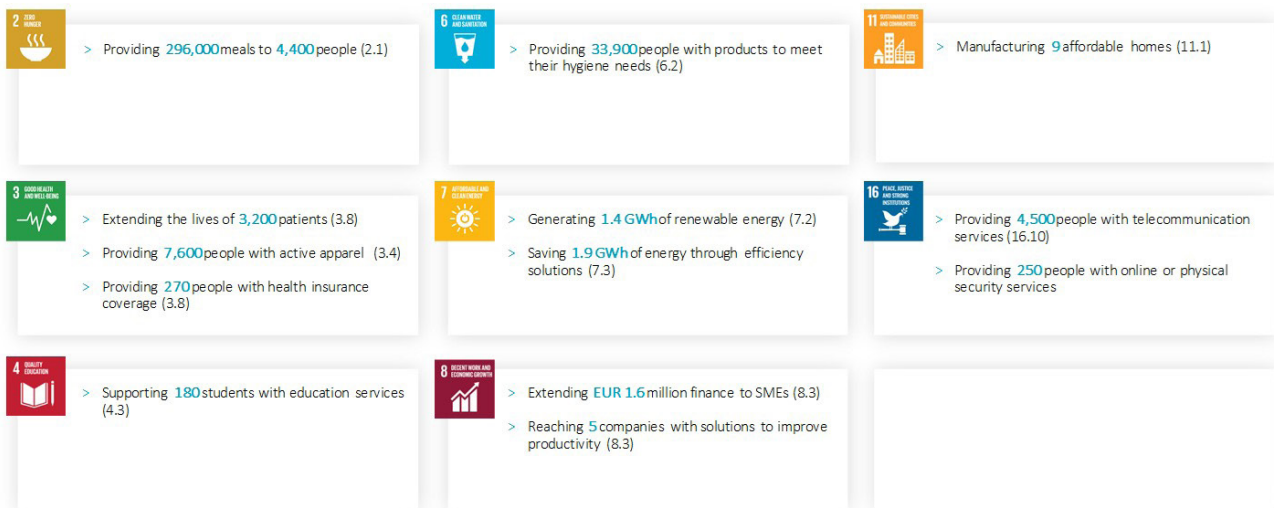 2 ZERO
HUNGER
> Providing 296,000 meals to 4,400 people (2.1)
6 CLEAN WATER
AND SANITATION
> Providing 33,900 people with products to meet
their hygiene needs (6.2)
11 SUSTAINABLE CITIES
AND COMMUNITIES
> Manufacturing 9 affordable homes (11.1)
3 GOOD HEALTH
AND WELL-BEING
> Extending the lives of 3,200 patients (3.8)
> Providing 7,600 people with active apparel (3.4)
> Providing 270 people with health insurance
coverage (3.8)
7 AFFORDABLE AND
CLEAN ENERGY
> Generating 1.4 GWh of renewable energy (7.2)
> Saving 1.9 GWh of energy through efficiency
solutions (7.3)
16 PEACE, JUSTICE
AND STRONG
INSTITUTIONS
> Providing 4,500 people with telecommunication
services (16.10)
> Providing 250 people with online or physical
security services
4 QUALITY
EDUCATION
> Supporting 180 students with education services
(4.3)
8 DECENT WORK AND
ECONOMIC GROWTH
> Extending EUR 1.6 million finance to SMEs (8.3)
> Reaching 5 companies with solutions to improve
productivity (8.3)